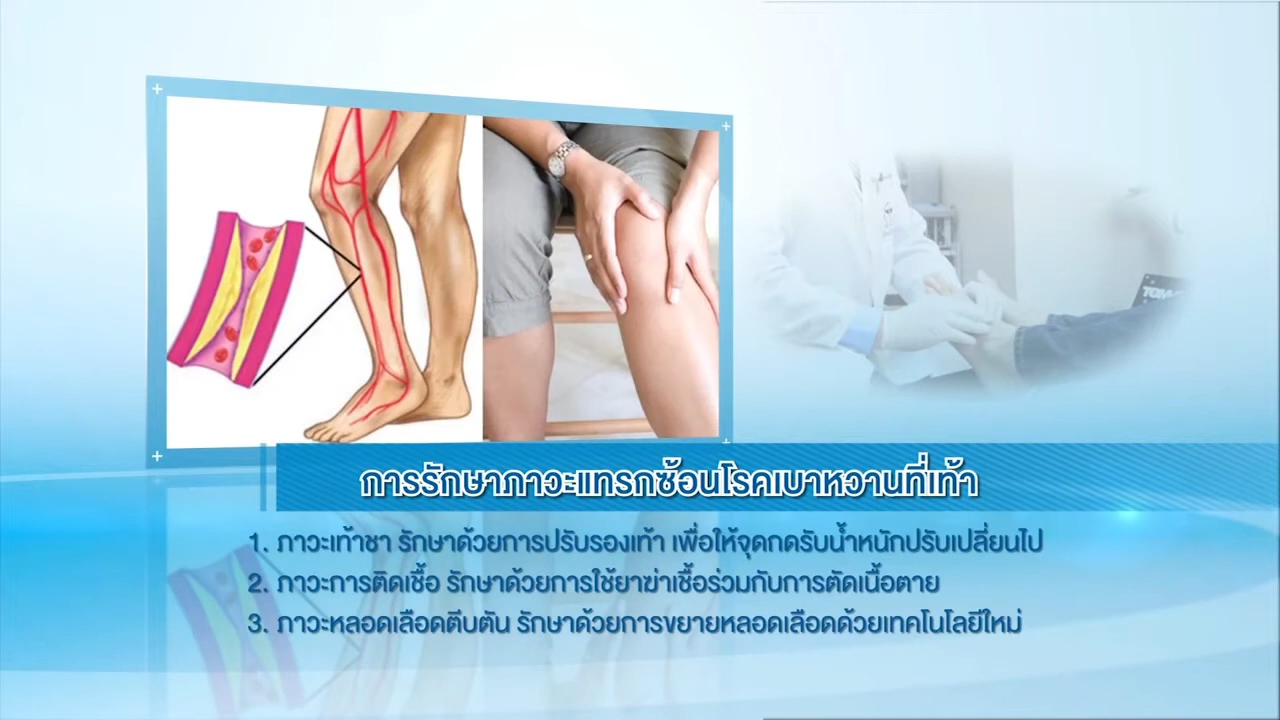 การรักษาภาวะแทรกซ้อนโรคเบาหวานที่เท้า
1. ภาวะเท้าชา รักษาด้วยการปรับรองเท้า เพื่อให้จุดกดรับน้ำหนักปรับเปลี่ยนไป
2. ภาวะการติดเชื้อ รักษาด้วยการใช้ยาฆ่าเชื้อร่วมกับการตัดเนื้อตาย
3. ภาวะหลอดเลือดตีบตัน รักษาด้วยการขยายหลอดเลือดด้วยเทคโนโลยีใหม่